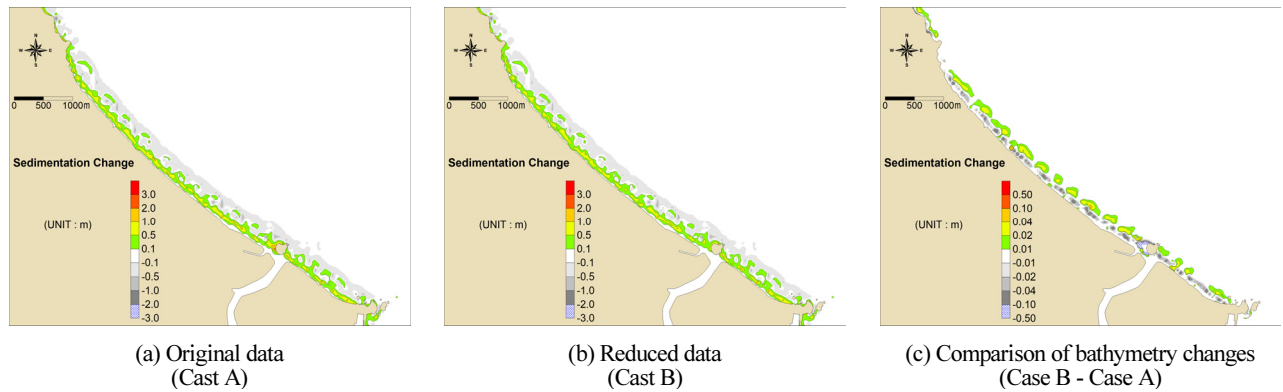 N
W E
S
0 500 1000m
Sedimentation Change
(UNIT : m)
3.0
2.0
1.0
0.5
0.1
-0.1
-0.5
-1.0
-2.0
-3.0
(a) Original data
(Cast A)
N
W E
S
0 500 1000m
Sedimentation Change
(UNIT : m)
3.0
2.0
1.0
0.5
0.1
-0.1
-0.5
-1.0
-2.0
-3.0
(b) Reduced data
(Cast B)
N
W E
S
0 500 1000m
Sedimentation Change
(UNIT : m)
0.50
0.10
0.04
0.02
0.01
-0.01
-0.02
-0.04
-0.10
-0.50
(c) Comparison of bathymetry changes
(Case B - Case A)